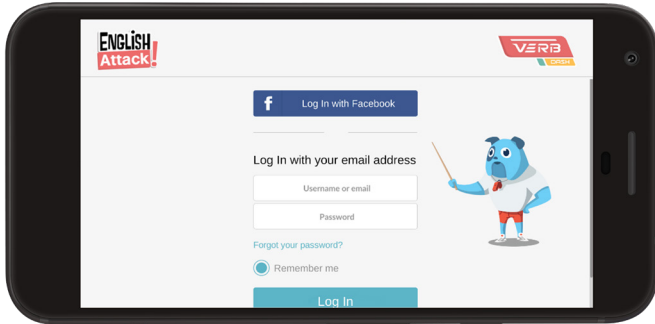 ENGLiSH
Attack!
VERB
DASH
f Log In with Facebook
Log In with your email address
Username or email
Password
Forgot your password?
Remember me
Log In